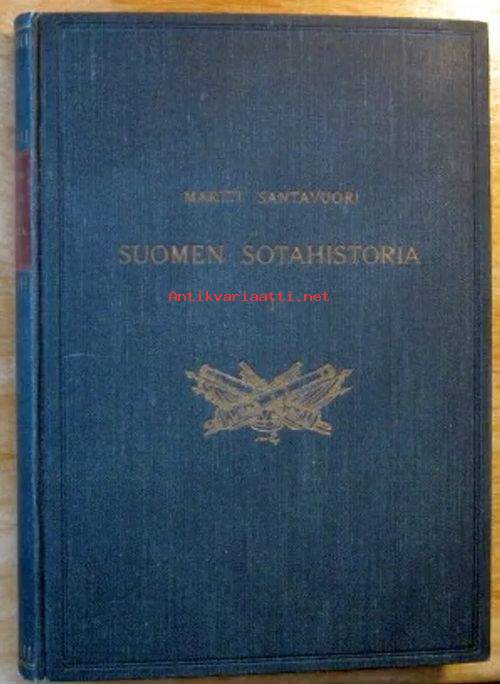 MARTTI SANTAVUORI
SUOMEN SOTAHISTORIA
Antikvariaatti.net
I